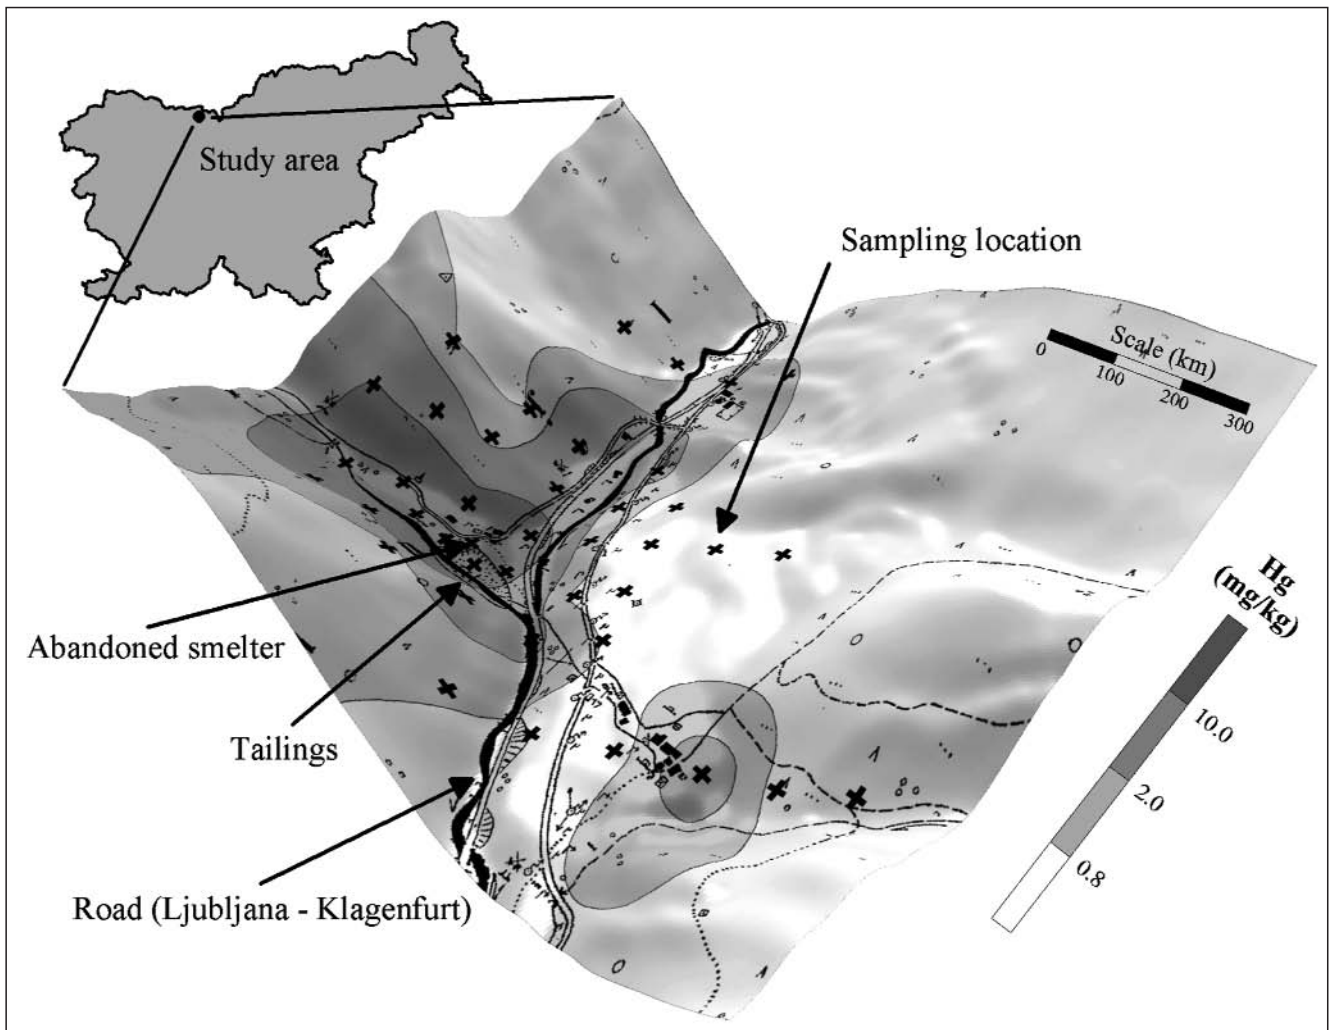 Study area
Sampling location
Scale (km)
0
100
200
300
Hg
(mg/kg)
10.0
2.0
0.8
Abandoned smelter
Tailings
Road (Ljubljana - Klagenfurt)